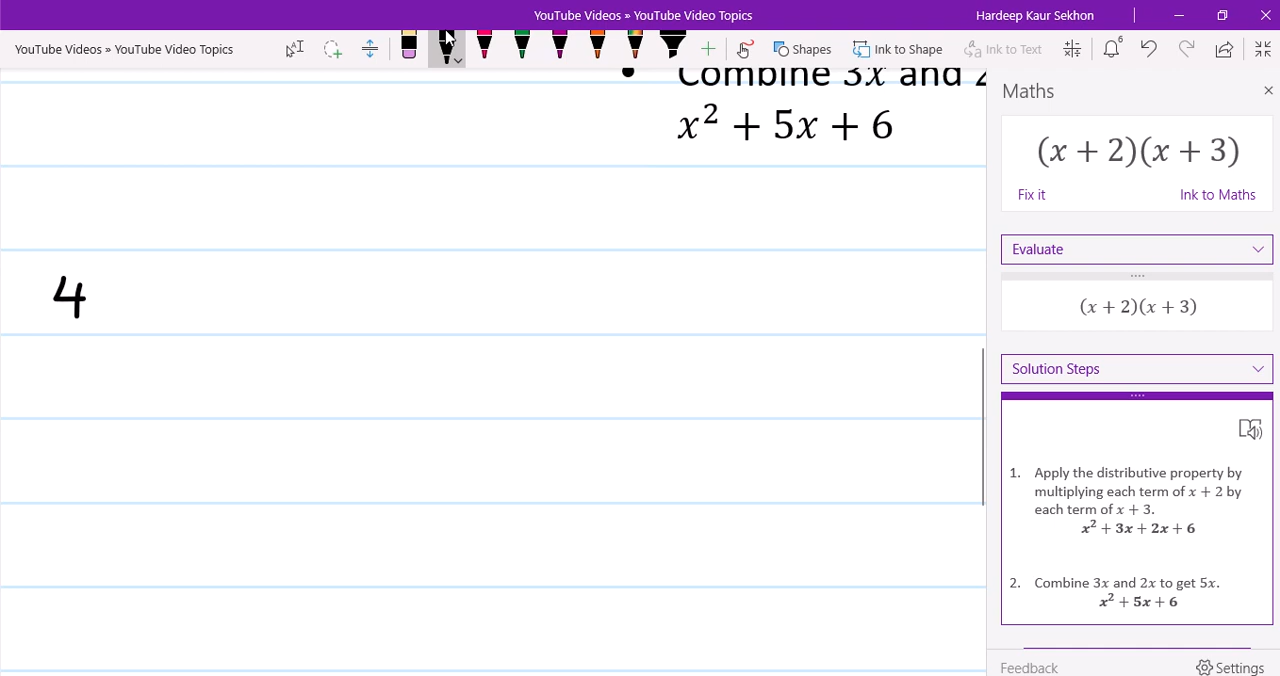 YouTube Videos » YouTube Video Topics
Hardeep Kaur Sekhon
YouTube Videos » YouTube Video Topics
Shapes
Ink to Shape
Ink to Text
6
Combine 3x and 2
x² + 5x + 6
4
Maths
(x + 2)(x + 3)
Fix it
Ink to Maths
Evaluate
(x + 2)(x + 3)
Solution Steps
1. Apply the distributive property by
multiplying each term of x + 2 by
each term of x + 3.
x² + 3x + 2x + 6
2. Combine 3x and 2x to get 5x.
x² + 5x + 6
Feedback
Settings